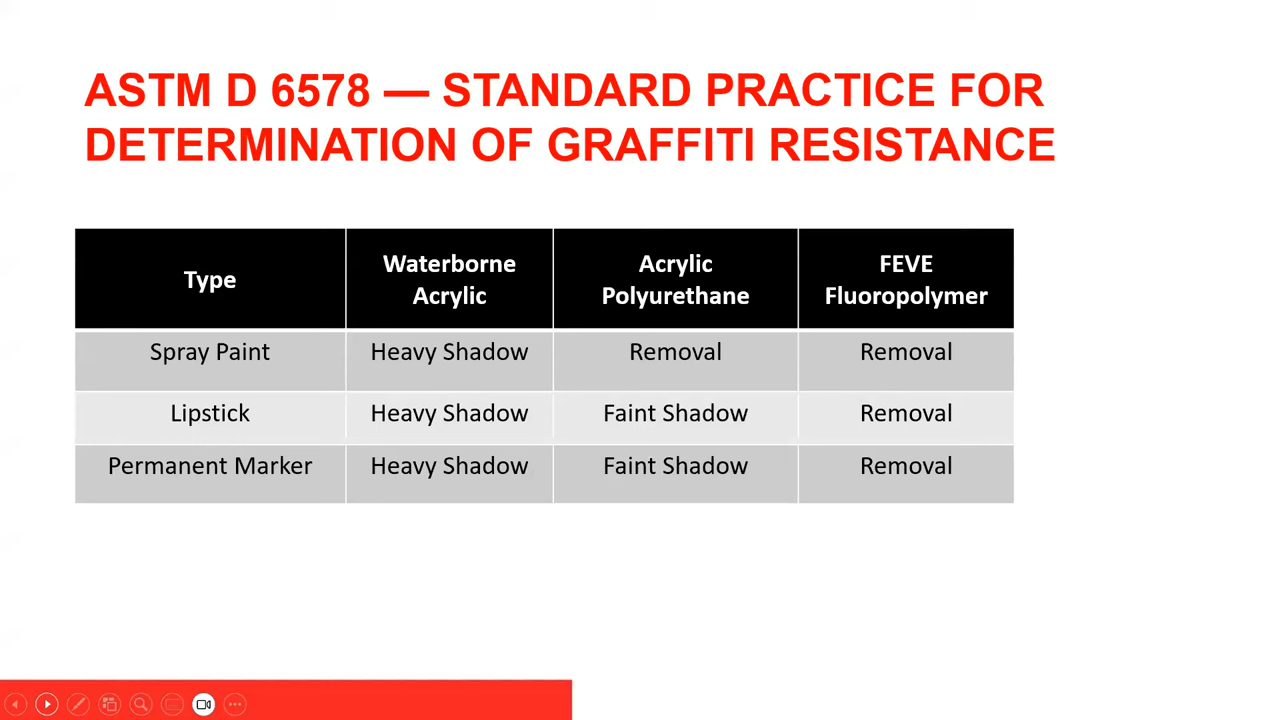 ASTM D 6578 — STANDARD PRACTICE FOR
DETERMINATION OF GRAFFITI RESISTANCE
Type Waterborne Acrylic Acrylic Polyurethane FEVE Fluoropolymer
Spray Paint Heavy Shadow Removal Removal
Lipstick Heavy Shadow Faint Shadow Removal
Permanent Marker Heavy Shadow Faint Shadow Removal